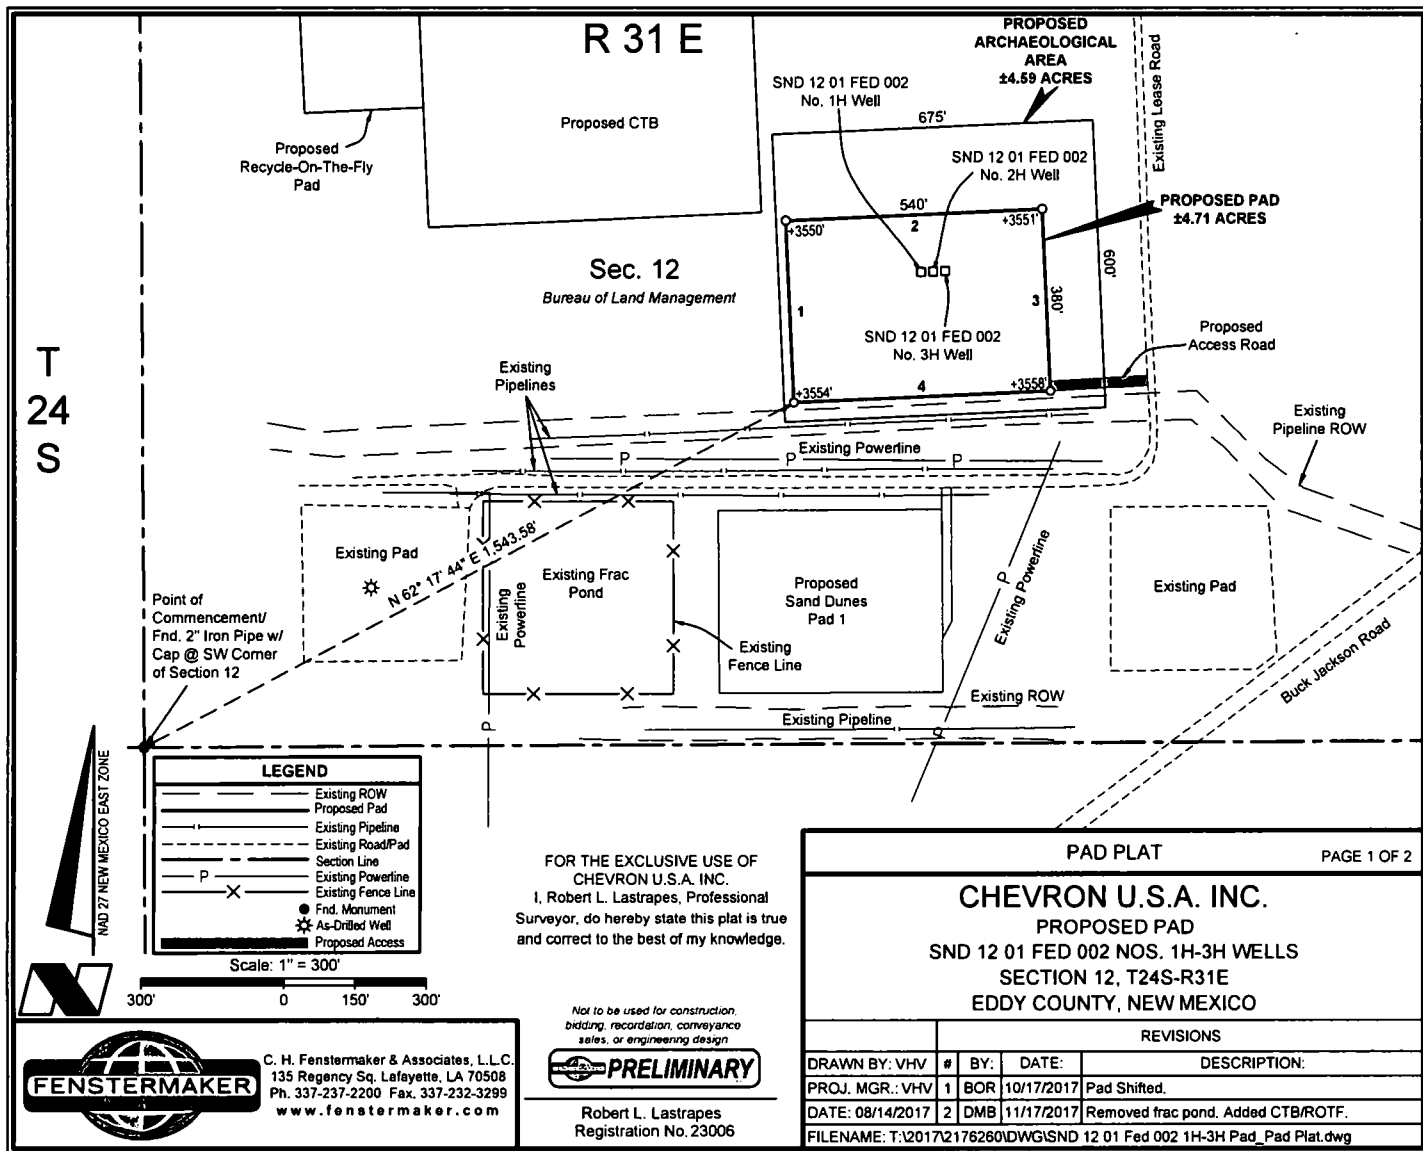 R 31 E
PROPOSED
ARCHAEOLOGICAL
AREA
±4.59 ACRES
Existing Lease Road
SND 12 01 FED 002
No. 1H Well
Proposed CTB
675'
Proposed
Recycle-On-The-Fly
Pad
SND 12 01 FED 002
No. 2H Well
PROPOSED PAD
±4.71 ACRES
540'
2
+3550'
+3551'
600'
Sec. 12
Bureau of Land Management
1
3
380'
SND 12 01 FED 002
No. 3H Well
Proposed
Access Road
T
24
S
Existing
Pipelines
4
+3554'
+3558'
Existing
Pipeline ROW
Existing Powerline
P
P
P
N 62° 17' 44" E 1,543.58'
Existing Pad
Existing Frac
Pond
Existing
Powerline
Proposed
Sand Dunes
Pad 1
P
Existing Powerline
Existing Pad
Point of
Commencement/
Fnd. 2" Iron Pipe w/
Cap @ SW Corner
of Section 12
Existing
Fence Line
Buck Jackson Road
Existing ROW
Existing Pipeline
P
P
NAD 27 NEW MEXICO EAST ZONE
LEGEND
Existing ROW
Proposed Pad
Existing Pipeline
Existing Road/Pad
Section Line
P Existing Powerline
Existing Fence Line
Fnd. Monument
As-Drilled Well
Proposed Access
Scale: 1" = 300'
300' 0 150' 300'
FOR THE EXCLUSIVE USE OF
CHEVRON U.S.A. INC.
I, Robert L. Lastrapes, Professional
Surveyor, do hereby state this plat is true
and correct to the best of my knowledge.
Not to be used for construction,
bidding, recordation, conveyance
sales, or engineering design
PRELIMINARY
Robert L. Lastrapes
Registration No. 23006
FENSTERMAKER
C. H. Fenstermaker & Associates, L.L.C.
135 Regency Sq. Lafayette, LA 70508
Ph. 337-237-2200 Fax. 337-232-3299
www.fenstermaker.com
PAD PLAT
PAGE 1 OF 2
CHEVRON U.S.A. INC.
PROPOSED PAD
SND 12 01 FED 002 NOS. 1H-3H WELLS
SECTION 12, T24S-R31E
EDDY COUNTY, NEW MEXICO
REVISIONS
DRAWN BY: VHV # BY: DATE: DESCRIPTION:
PROJ. MGR.: VHV 1 BOR 10/17/2017 Pad Shifted.
DATE: 08/14/2017 2 DMB 11/17/2017 Removed frac pond. Added CTB/ROTF.
FILENAME: T:\2017\2176260\DWG\SND 12 01 Fed 002 1H-3H Pad_Pad Plat.dwg